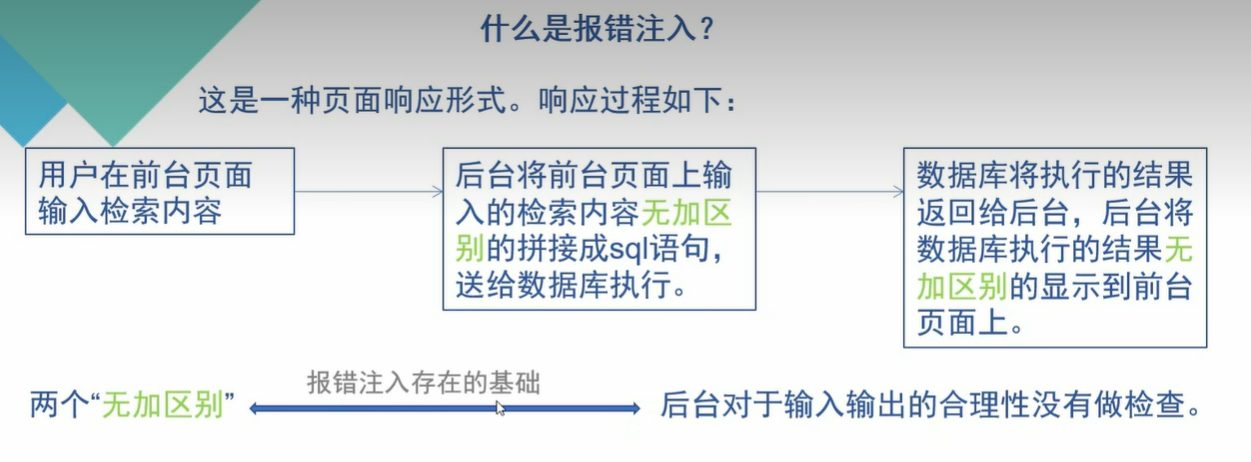 什么是报错注入？
这是一种页面响应形式。响应过程如下：
用户在前台页面
输入检索内容
后台将前台页面上输
入的检索内容无加区
别的拼接成sql语句，
送给数据库执行。
数据库将执行的结果
返回给后台，后台将
数据库执行的结果无
加区别的显示到前台
页面上。
报错注入存在的基础
两个“无加区别”
后台对于输入输出的合理性没有做检查。